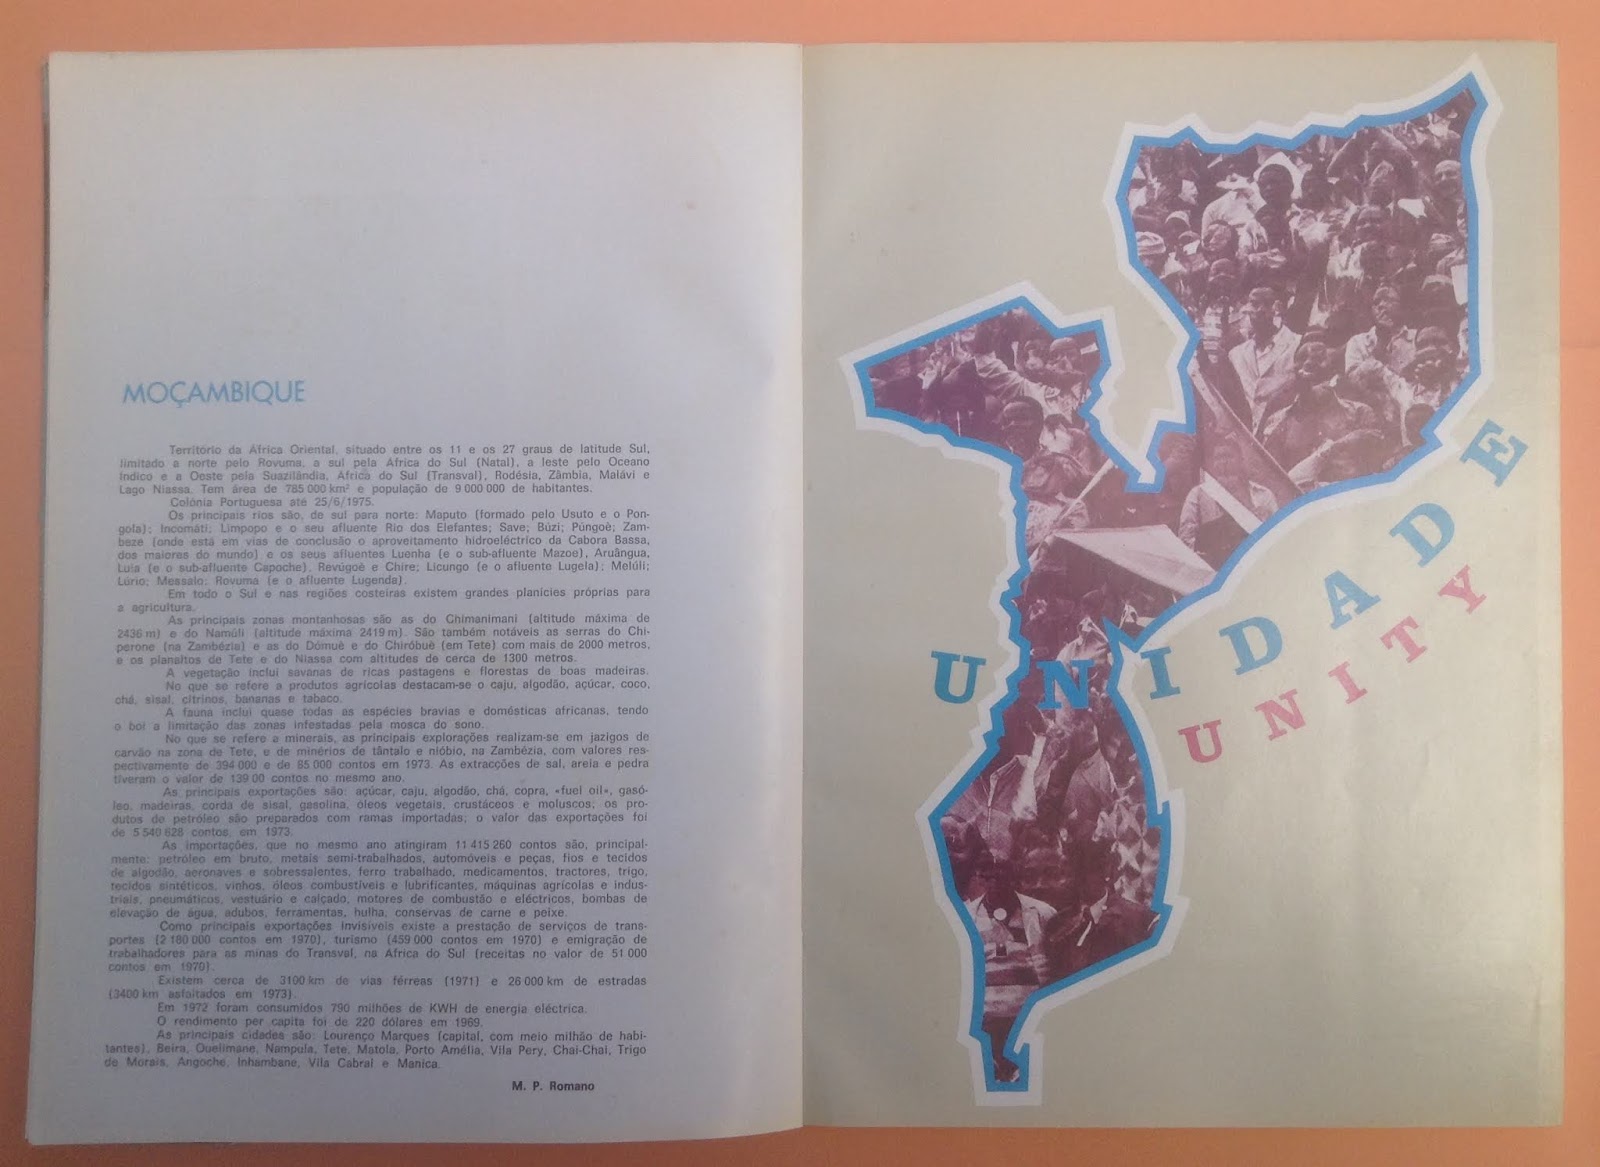 MOÇAMBIQUE
Território da África Oriental, situado entre os 11 e os 27 graus de latitude Sul,
limitado a norte pelo Rovuma, a sul pela África do Sul (Natal), a leste pelo Oceano
Indico e a Oeste pela Suazilândia, África do Sul (Transval), Rodésia, Zâmbia, Malávi e
Lago Niassa. Tem área de 785 000 km² e população de 9 000 000 de habitantes.
Colónia Portuguesa até 25/6/1975.
Os principais rios são, de sul para norte: Maputo (formado pelo Usuto e o Pon-
gola); Incomáti; Limpopo e o seu afluente Rio dos Elefantes; Save; Búzi; Púngoè; Zam-
beze (onde está em vias de conclusão o aproveitamento hidroeléctrico da Cabora Bassa,
dos maiores do mundo) e os seus afluentes Luenha (e o sub-afluente Mazoe), Aruângua,
Luia (e o sub-afluente Capoche), Revúgoè e Chire; Licungo (e o afluente Lugela); Melúli;
Lúrio; Messalo; Rovuma (e o afluente Lugenda).
Em todo o Sul e nas regiões costeiras existem grandes planícies próprias para
a agricultura.
As principais zonas montanhosas são as do Chimanimani (altitude máxima de
2436 m) e do Namúli (altitude máxima 2419 m). São também notáveis as serras do Chi-
perone (na Zambézia) e as do Dómuè e do Chiróbuè (em Tete) com mais de 2000 metros,
e os planaltos de Tete e do Niassa com altitudes de cerca de 1300 metros.
A vegetação inclui savanas de ricas pastagens e florestas de boas madeiras.
No que se refere a produtos agrícolas destacam-se o caju, algodão, açúcar, coco,
chá, sisal, citrinos, bananas e tabaco.
A fauna inclui quase todas as espécies bravias e domésticas africanas, tendo
o boi a limitação das zonas infestadas pela mosca do sono.
No que se refere a minerais, as principais explorações realizam-se em jazigos de
carvão na zona de Tete, e de minérios de tântalo e nióbio, na Zambézia, com valores res-
pectivamente de 394 000 e de 85 000 contos em 1973. As extracções de sal, areia e pedra
tiveram o valor de 139 00 contos no mesmo ano.
As principais exportações são: açúcar, caju, algodão, chá, copra, «fuel oil», gasó-
leo, madeiras, corda de sisal, gasolina, óleos vegetais, crustáceos e moluscos; os pro-
dutos de petróleo são preparados com ramas importadas; o valor das exportações foi
de 5 540 628 contos, em 1973.
As importações, que no mesmo ano atingiram 11 415 260 contos são, principal-
mente: petróleo em bruto, metais semi-trabalhados, automóveis e peças, fios e tecidos
de algodão, aeronaves e sobressalentes, ferro trabalhado, medicamentos, tractores, trigo,
tecidos sintéticos, vinhos, óleos combustíveis e lubrificantes, máquinas agrícolas e indus-
triais, pneumáticos, vestuário e calçado, motores de combustão e eléctricos, bombas de
elevação de água, adubos, ferramentas, hulha, conservas de carne e peixe.
Como principais exportações invisíveis existe a prestação de serviços de trans-
portes (2 180 000 contos em 1970), turismo (459 000 contos em 1970) e emigração de
trabalhadores para as minas do Transval, na África do Sul (receitas no valor de 51 000
contos em 1970).
Existem cerca de 3100 km de vias férreas (1971) e 26 000 km de estradas
(3400 km asfaltados em 1973).
Em 1972 foram consumidos 790 milhões de KWH de energia eléctrica.
O rendimento per capita foi de 220 dólares em 1969.
As principais cidades são: Lourenço Marques (capital, com meio milhão de habi-
tantes), Beira, Quelimane, Nampula, Tete, Matola, Porto Amélia, Vila Pery, Chai-Chai, Trigo
de Morais, Angoche, Inhambane, Vila Cabral e Manica.
M. P. Romano
UNIDADE
UNITY